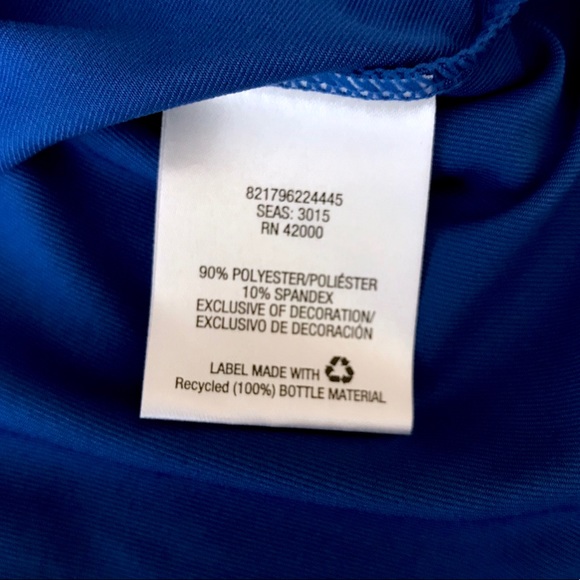 821796224445
SEAS: 3015
RN 42000
90% POLYESTER/POLIÉSTER
10% SPANDEX
EXCLUSIVE OF DECORATION/
EXCLUSIVO DE DECORACIÓN
LABEL MADE WITH
Recycled (100%) BOTTLE MATERIAL